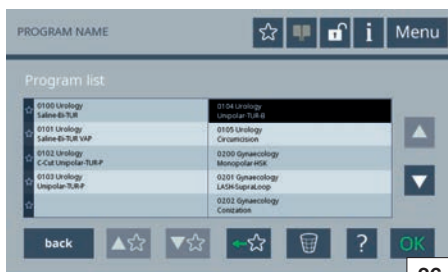 PROGRAM NAME
i
Menu
Program list
0100 Urology
Saline-Bi-TUR
0101 Urology
Saline-Bi-TUR VAP
0102 Urology
C-Cut Unipolar-TUR-P
0103 Urology
Unipolar-TUR-P
0104 Urology
Unipolar-TUR-B
0105 Urology
Circumcision
0200 Gynaecology
Monopolar-HSK
0201 Gynaecology
LASH-SupraLoop
0202 Gynaecology
Conization
back
?
OK